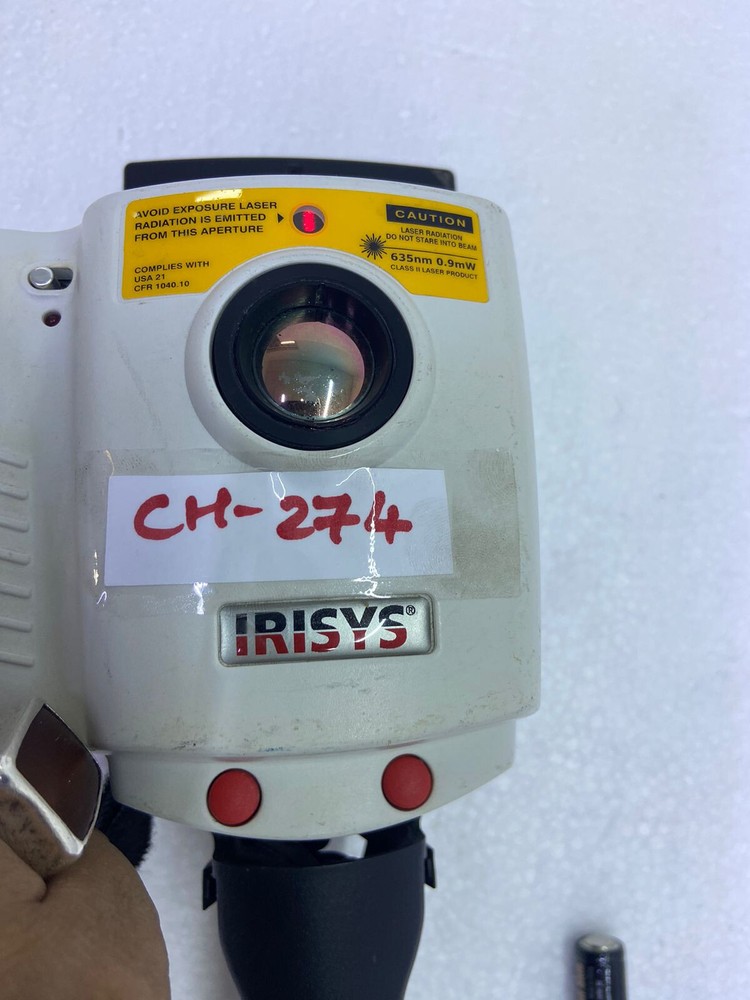 AVOID EXPOSURE LASER
RADIATION IS EMITTED
FROM THIS APERTURE
COMPLIES WITH
USA 21
CFR 1040.10
CAUTION
LASER RADIATION
DO NOT STARE INTO BEAM
635nm 0.9mW
CLASS II LASER PRODUCT
CH-274
IRISYS®